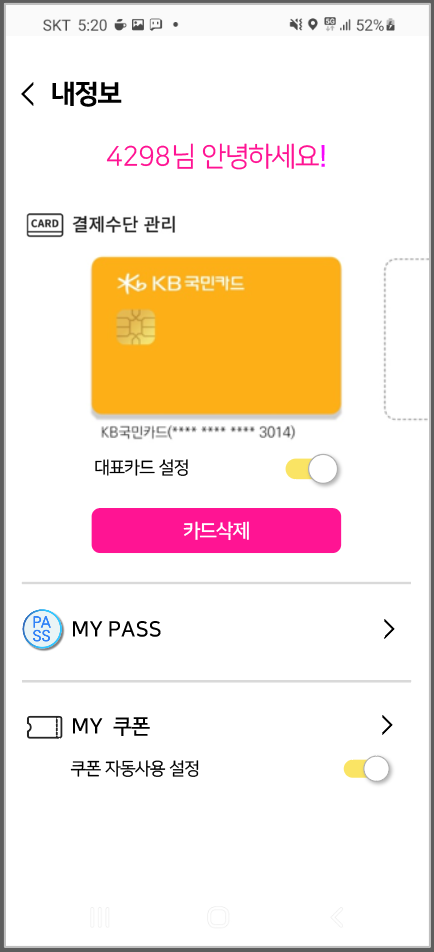 SKT 5:20 52%
내정보
4298님 안녕하세요!
CARD 결제수단 관리
KB 국민카드
KB국민카드(**** **** **** 3014)
대표카드 설정
카드삭제
PA
SS
MY PASS
MY 쿠폰
쿠폰 자동사용 설정